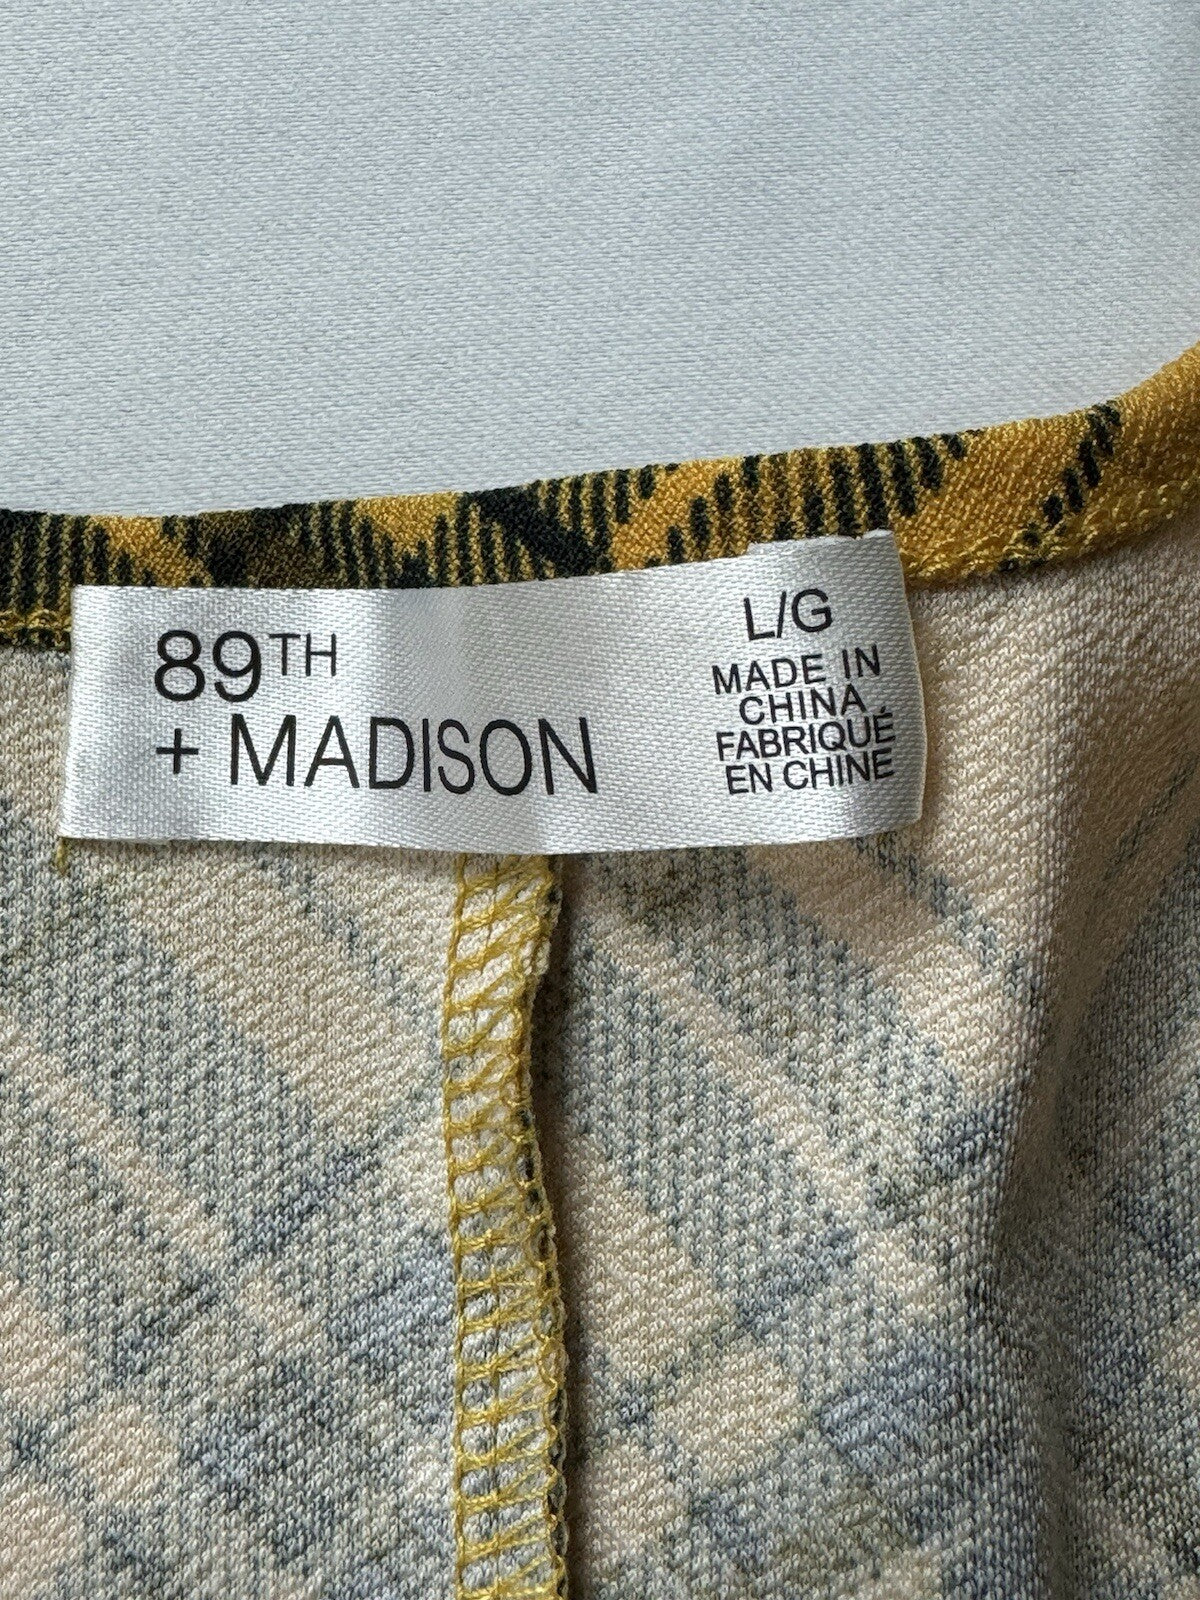 89TH
+ MADISON
L/G
MADE IN
CHINA
FABRIQUÉ
EN CHINE